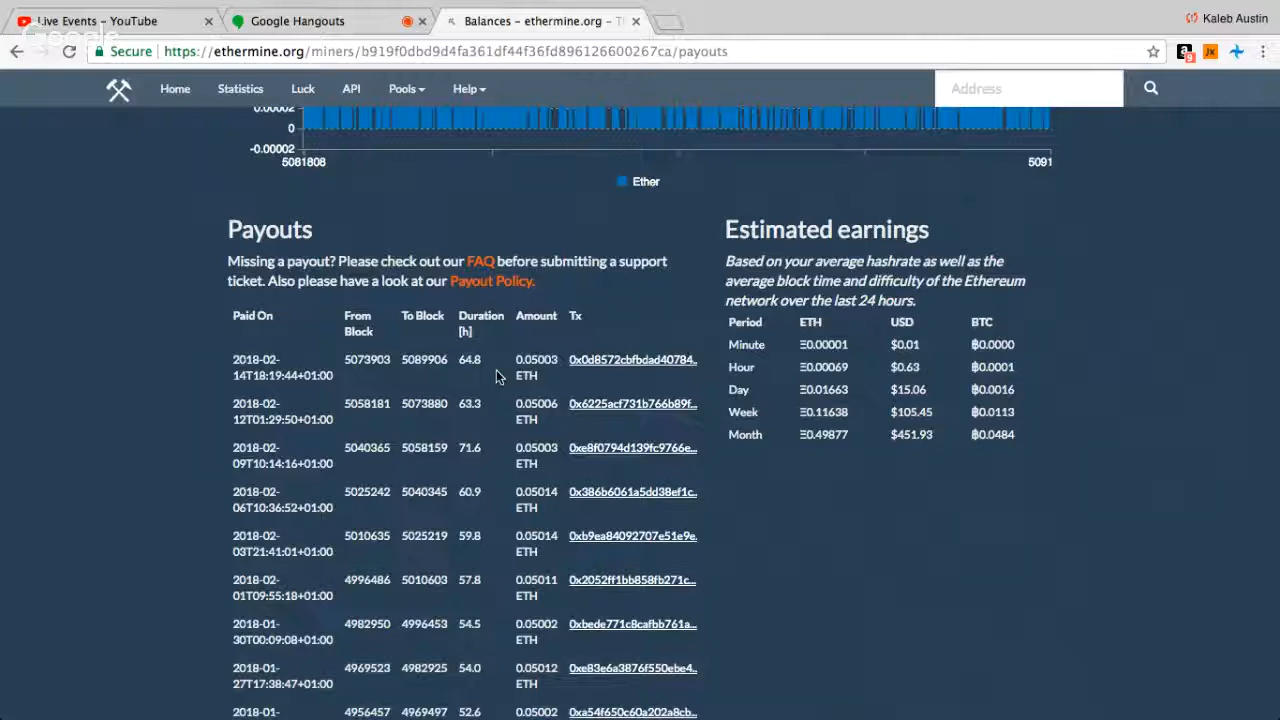 Live Events – YouTube
Google Hangouts
Balances – ethermine.org – T
Kaleb Austin
Google
Secure
https://ethermine.org/miners/b919f0dbd9d4fa361df44f36fd896126600267ca/payouts
Home Statistics Luck API Pools Help
Address
0.00002
0
-0.00002
5081808 5091
Ether
Payouts
Missing a payout? Please check out our FAQ before submitting a support
ticket. Also please have a look at our Payout Policy.
Paid On From Block To Block Duration [h] Amount Tx
2018-02-14T18:19:44+01:00 5073903 5089906 64.8 0.05003 ETH 0x0d8572cbfbdad40784..
2018-02-12T01:29:50+01:00 5058181 5073880 63.3 0.05006 ETH 0x6225acf731b766b89f..
2018-02-09T10:14:16+01:00 5040365 5058159 71.6 0.05003 ETH 0xe8f0794d139fc9766e..
2018-02-06T10:36:52+01:00 5025242 5040345 60.9 0.05014 ETH 0x386b6061a5dd38ef1c..
2018-02-03T21:41:01+01:00 5010635 5025219 59.8 0.05014 ETH 0xb9ea84092707e51e9e.
2018-02-01T09:55:18+01:00 4996486 5010603 57.8 0.05011 ETH 0x2052ff1bb858fb271c...
2018-01-30T00:09:08+01:00 4982950 4996453 54.5 0.05002 ETH 0xbede771c8cafbb761a...
2018-01-27T17:38:47+01:00 4969523 4982925 54.0 0.05012 ETH 0xe83e6a3876f550ebe4..
2018-01- 4956457 4969497 52.6 0.05002 0xa54f650c60a202a8cb..
Estimated earnings
Based on your average hashrate as well as the
average block time and difficulty of the Ethereum
network over the last 24 hours.
Period ETH USD BTC
Minute Ξ0.00001 $0.01 ฿0.0000
Hour Ξ0.00069 $0.63 ฿0.0001
Day Ξ0.01663 $15.06 ฿0.0016
Week Ξ0.11638 $105.45 ฿0.0113
Month Ξ0.49877 $451.93 ฿0.0484